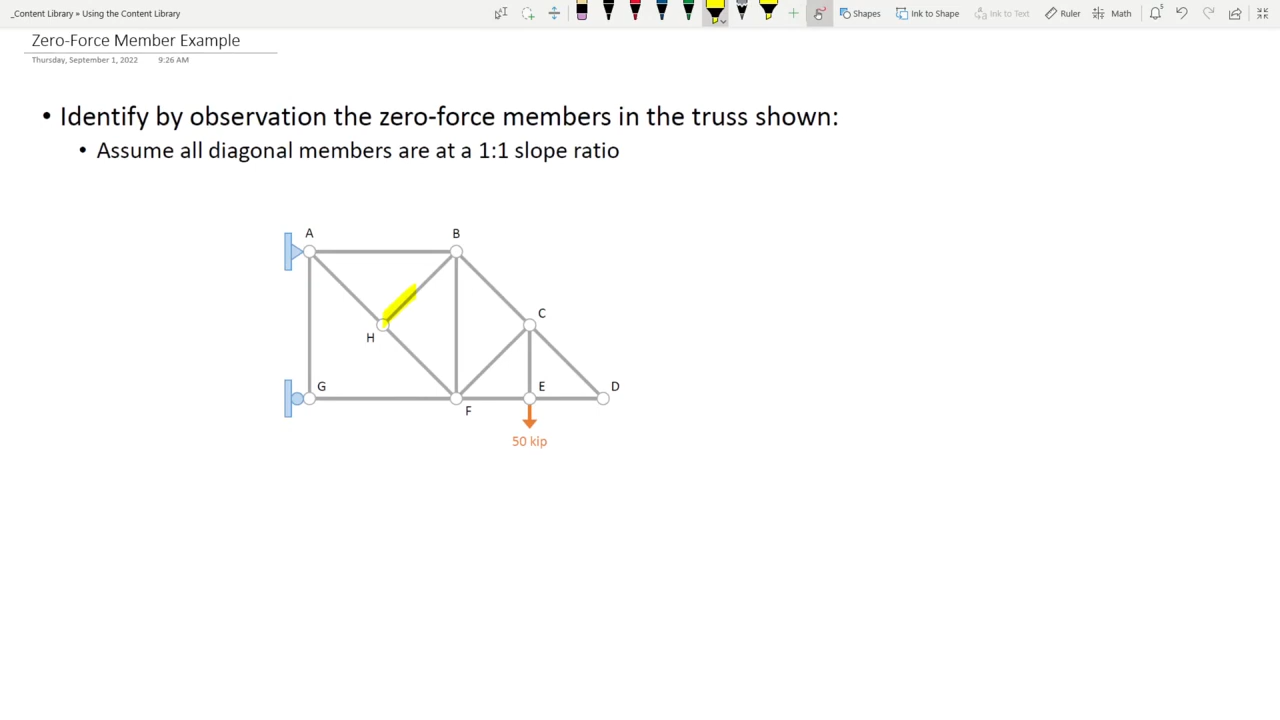 _Content Library » Using the Content Library
Shapes Ink to Shape Ink to Text Ruler Math
Zero-Force Member Example
Thursday, September 1, 2022 9:26 AM
• Identify by observation the zero-force members in the truss shown:
• Assume all diagonal members are at a 1:1 slope ratio
A B
C
H
G E D
F
50 kip